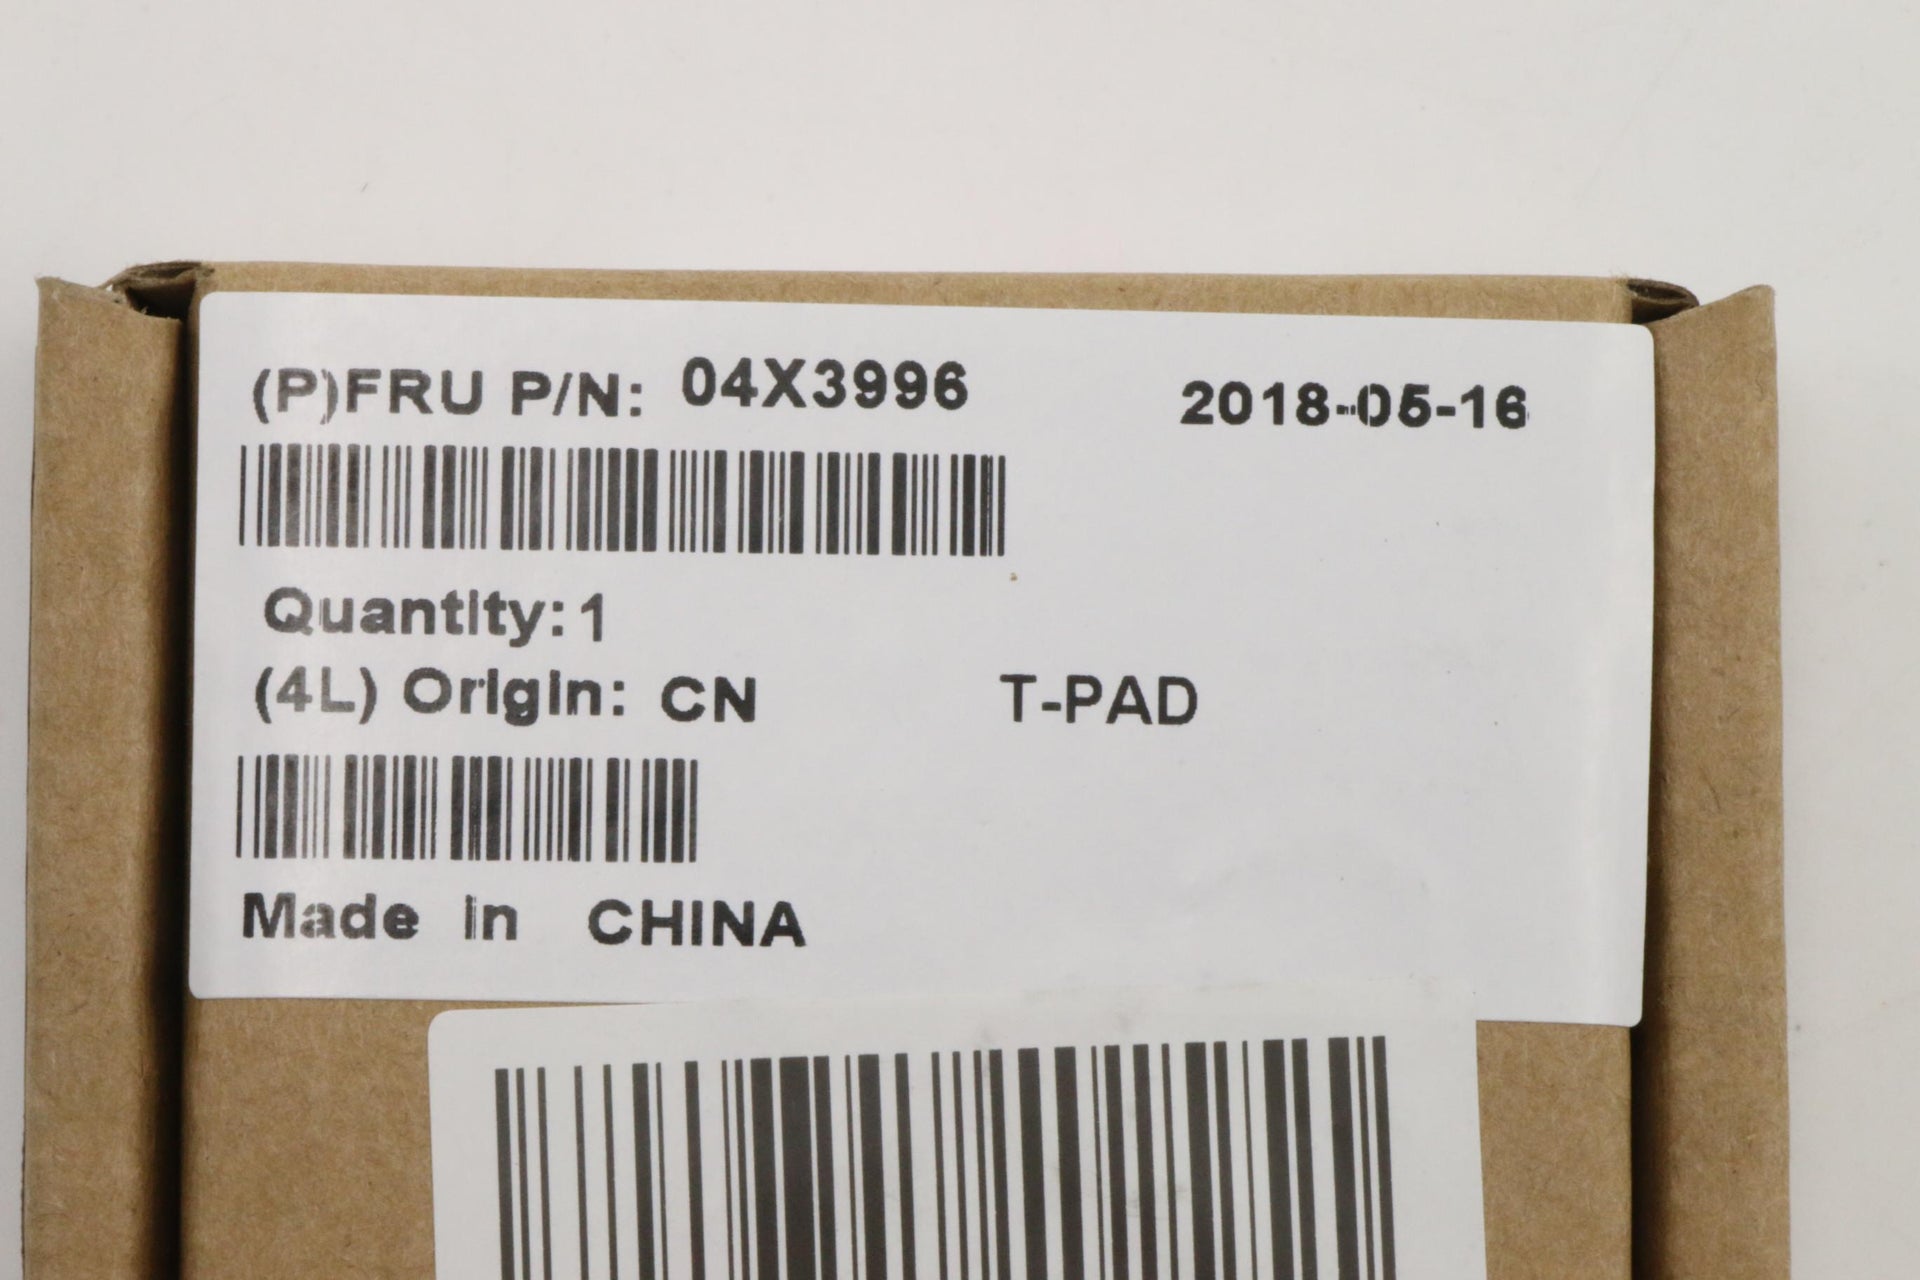 (P)FRU P/N: 04X3996 2018-05-16
Quantity:1
(4L) Origin: CN T-PAD
Made in CHINA